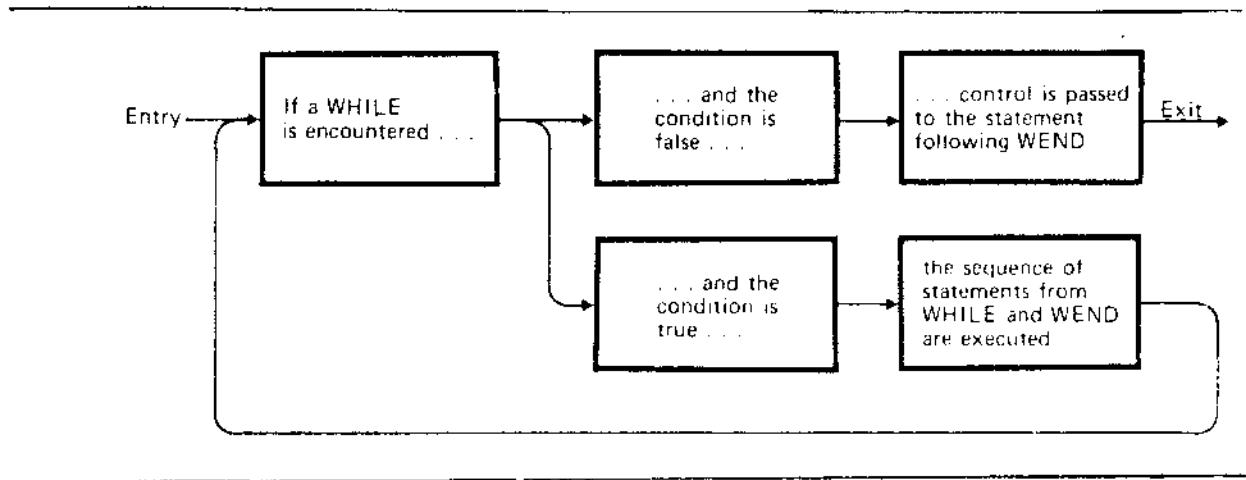 Entry
If a WHILE
is encountered . . .
. . . and the
condition is
false . . .
. . . control is passed
to the statement
following WEND
Exit
. . . and the
condition is
true . . .
the sequence of
statements from
WHILE and WEND
are executed